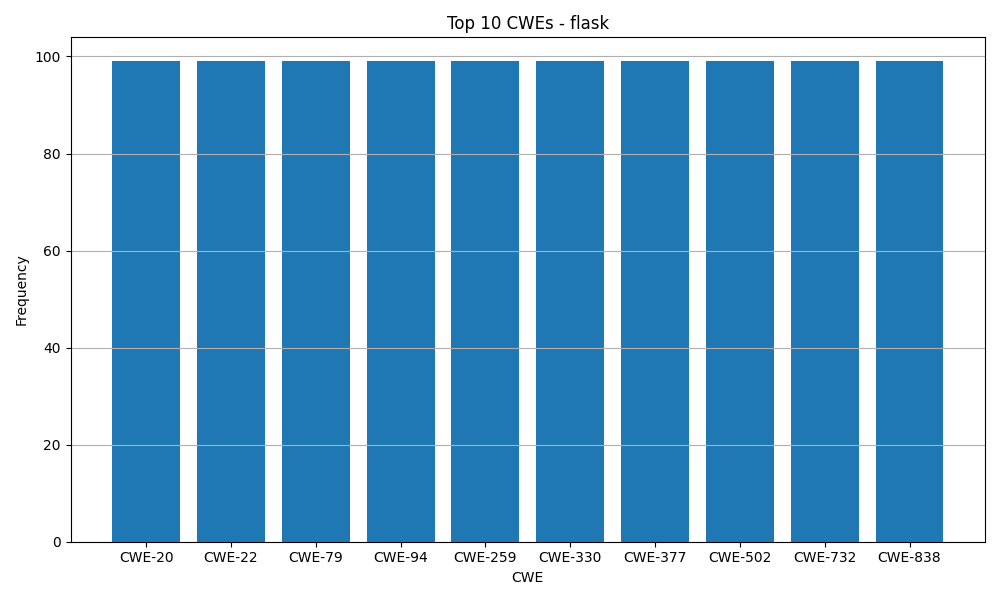 Top 10 CWEs - flask
100
80
60
40
20
0
Frequency
CWE-20 CWE-22 CWE-79 CWE-94 CWE-259 CWE-330 CWE-377 CWE-502 CWE-732 CWE-838
CWE